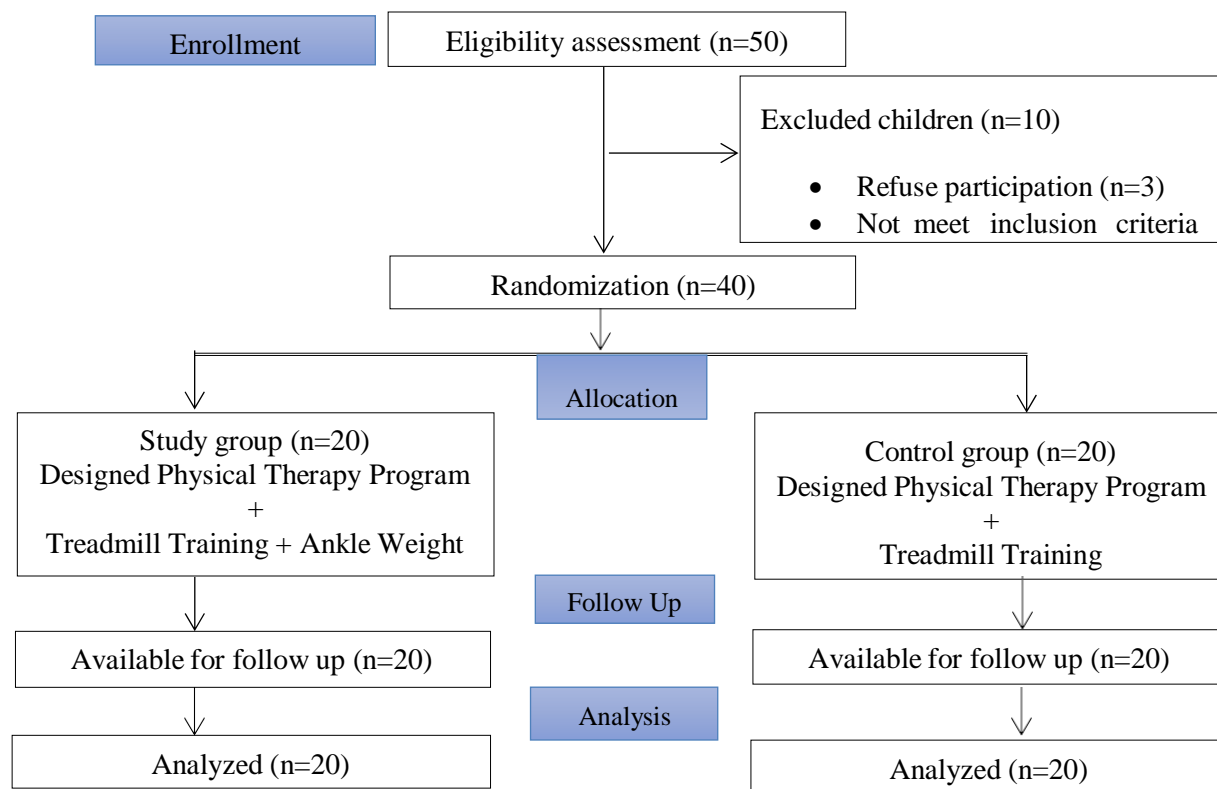 Enrollment
Eligibility assessment (n=50)
Excluded children (n=10)
• Refuse participation (n=3)
• Not meet inclusion criteria
Randomization (n=40)
Allocation
Study group (n=20)
Designed Physical Therapy Program
+
Treadmill Training + Ankle Weight
Control group (n=20)
Designed Physical Therapy Program
+
Treadmill Training
Follow Up
Available for follow up (n=20)
Available for follow up (n=20)
Analysis
Analyzed (n=20)
Analyzed (n=20)